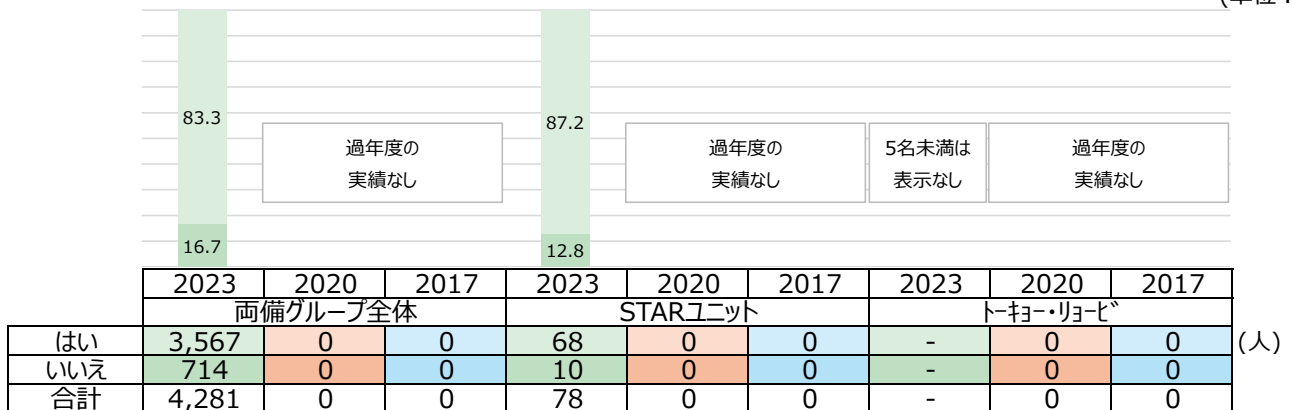 (単位:
83.3
87.2
過年度の
実績なし
過年度の
実績なし
5名未満は
表示なし
過年度の
実績なし
16.7
12.8
2023 2020 2017 2023 2020 2017 2023 2020 2017
両備グループ全体 STARユニット トーキョー・リョービ
はい 3,567 0 0 68 0 0 - 0 0 (人)
いいえ 714 0 0 10 0 0 - 0 0
合計 4,281 0 0 78 0 0 - 0 0